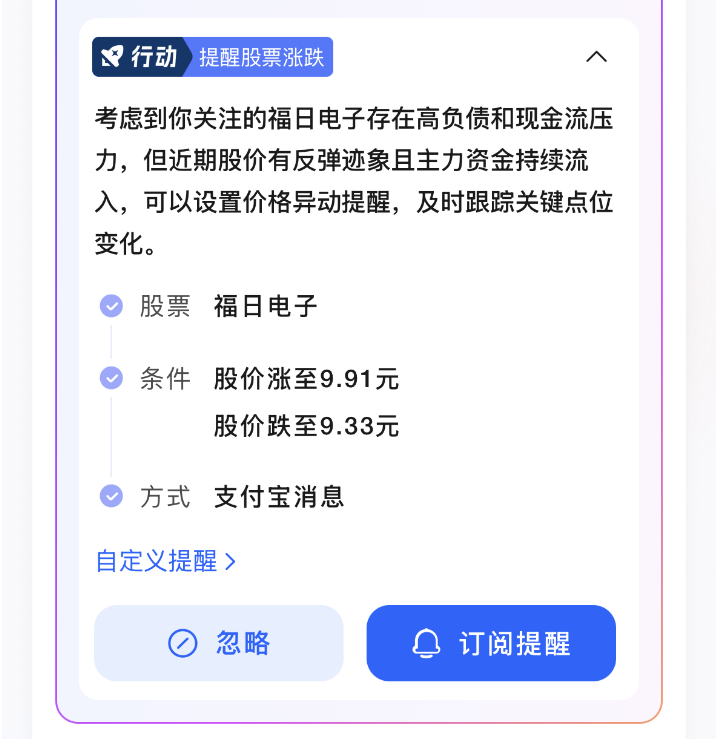 行动 提醒股票涨跌
考虑到你关注的福日电子存在高负债和现金流压
力，但近期股价有反弹迹象且主力资金持续流
入，可以设置价格异动提醒，及时跟踪关键点位
变化。
股票 福日电子
条件 股价涨至9.91元
股价跌至9.33元
方式 支付宝消息
自定义提醒
忽略 订阅提醒